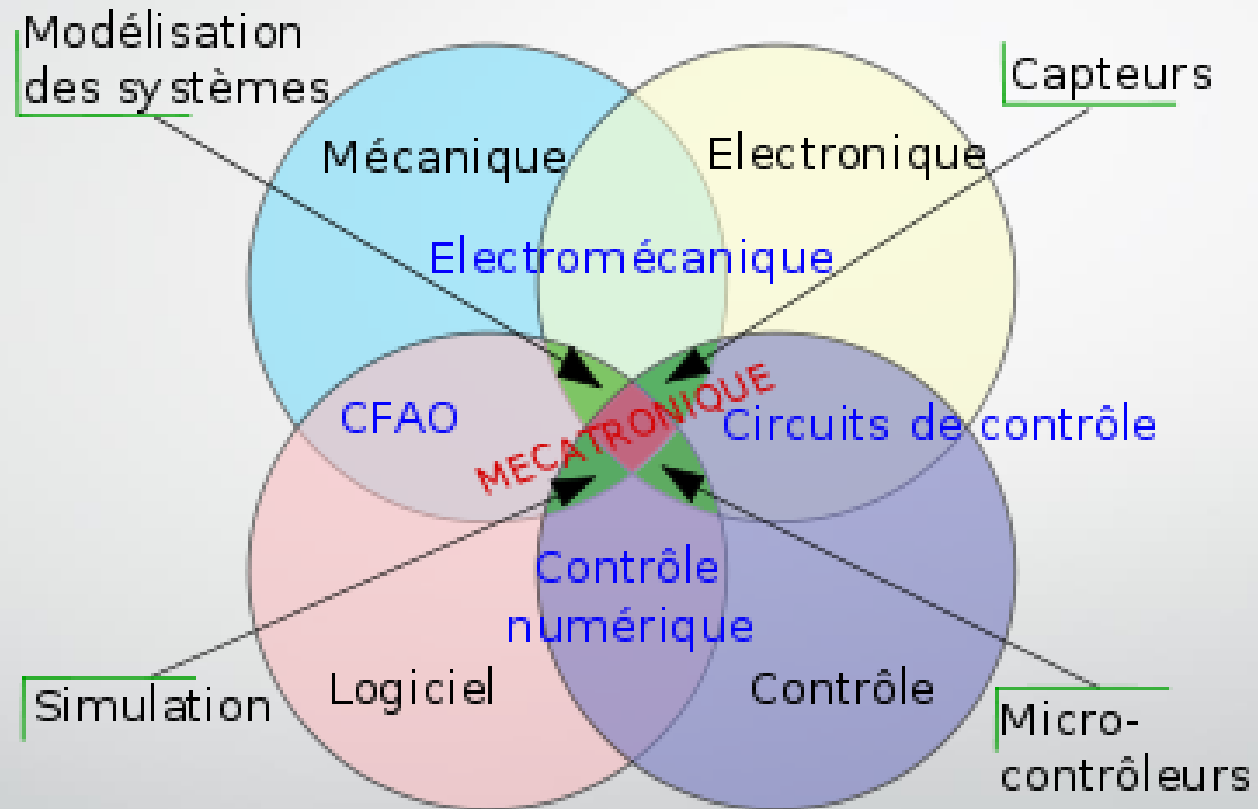 Modélisation
des systèmes
Capteurs
Mécanique
Electronique
Electromécanique
CFAO
MECATRONIQUE
Circuits de contrôle
Contrôle
numérique
Logiciel
Contrôle
Simulation
Micro-
contrôleurs